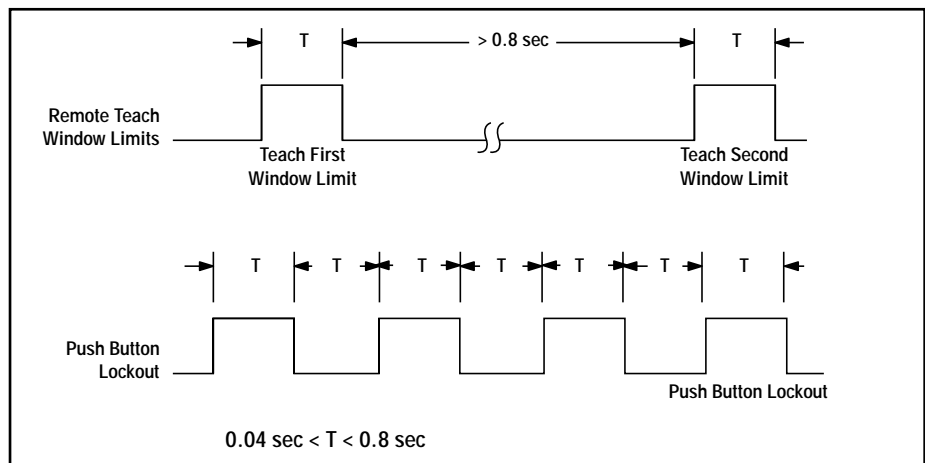 T > 0.8 sec T
Remote Teach
Window Limits
Teach First
Window Limit
Teach Second
Window Limit
T T T T T T T
Push Button
Lockout
Push Button Lockout
0.04 sec < T < 0.8 sec